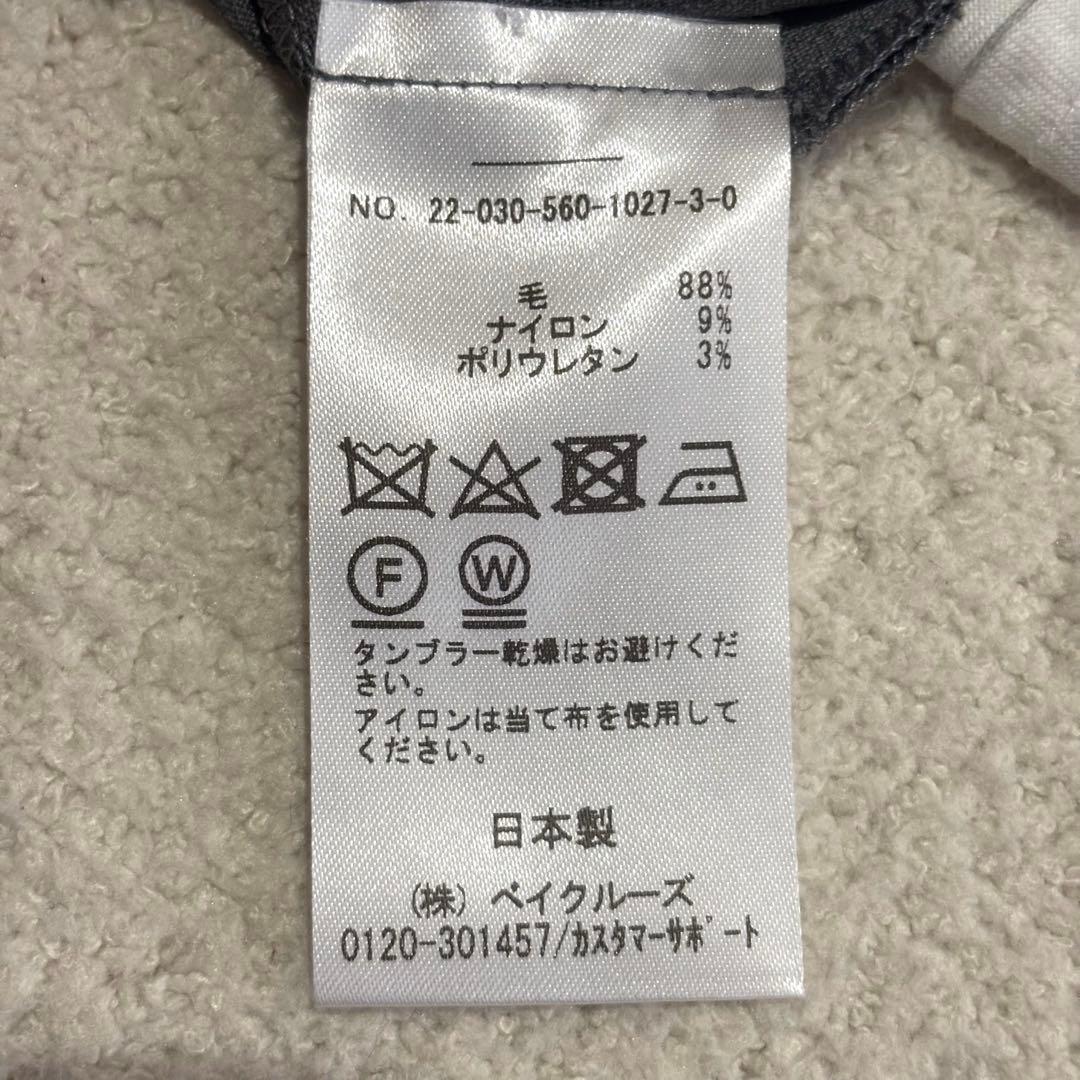 NO. 22-030-560-1027-3-0
毛 88%
ナイロン 9%
ポリウレタン 3%
F W
タンブラー乾燥はお避けくだ
さい。
アイロンは当て布を使用して
ください。
日本製
(株) ベイクルーズ
0120-301457/カスタマーサポート